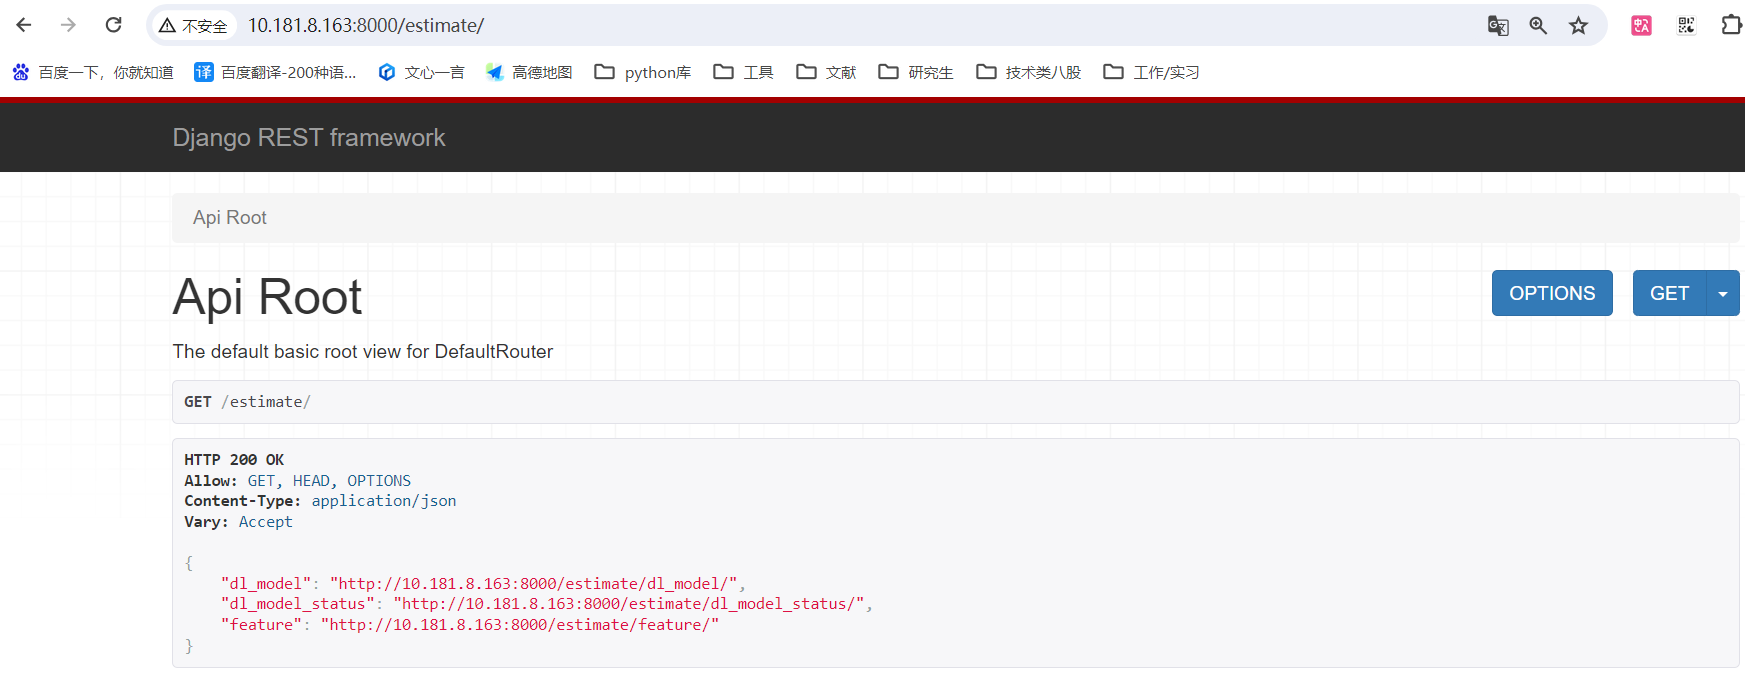 不安全 10.181.8.163:8000/estimate/
百度一下，你就知道 译 百度翻译-200种语... 文心一言 高德地图 python库 工具 文献 研究生 技术类八股 工作/实习
Django REST framework
Api Root
Api Root
OPTIONS GET
The default basic root view for DefaultRouter
GET /estimate/
HTTP 200 OK
Allow: GET, HEAD, OPTIONS
Content-Type: application/json
Vary: Accept
{
"dl_model": "http://10.181.8.163:8000/estimate/dl_model/",
"dl_model_status": "http://10.181.8.163:8000/estimate/dl_model_status/",
"feature": "http://10.181.8.163:8000/estimate/feature/"
}